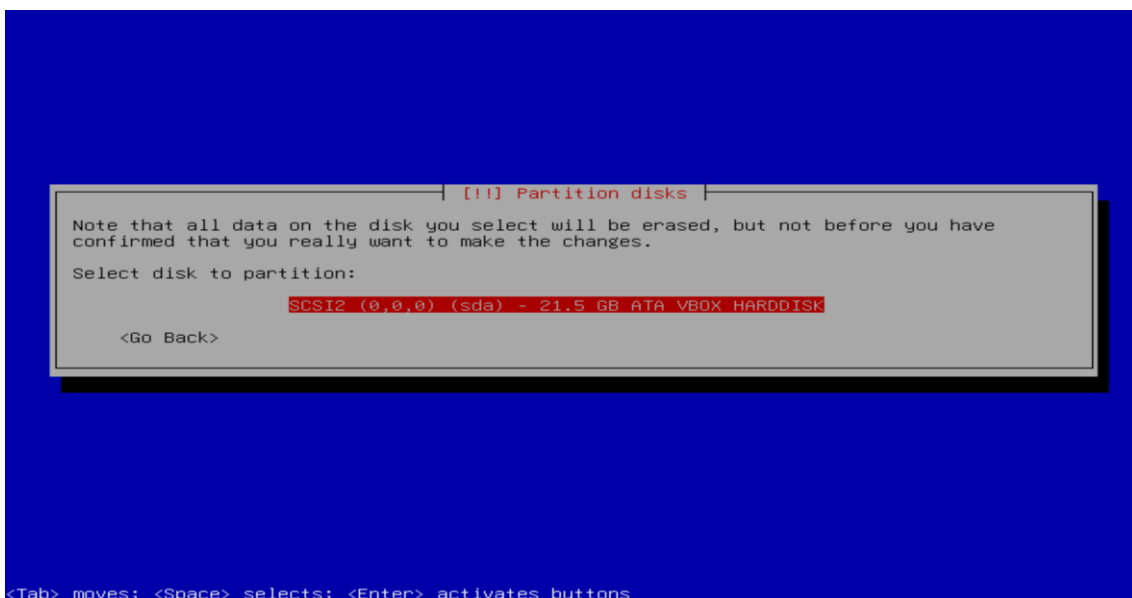 [!!] Partition disks
Note that all data on the disk you select will be erased, but not before you have
confirmed that you really want to make the changes.
Select disk to partition:
SCSI2 (0,0,0) (sda) - 21.5 GB ATA VBOX HARDDISK
<Go Back>
<Tab> moves; <Space> selects; <Enter> activates buttons